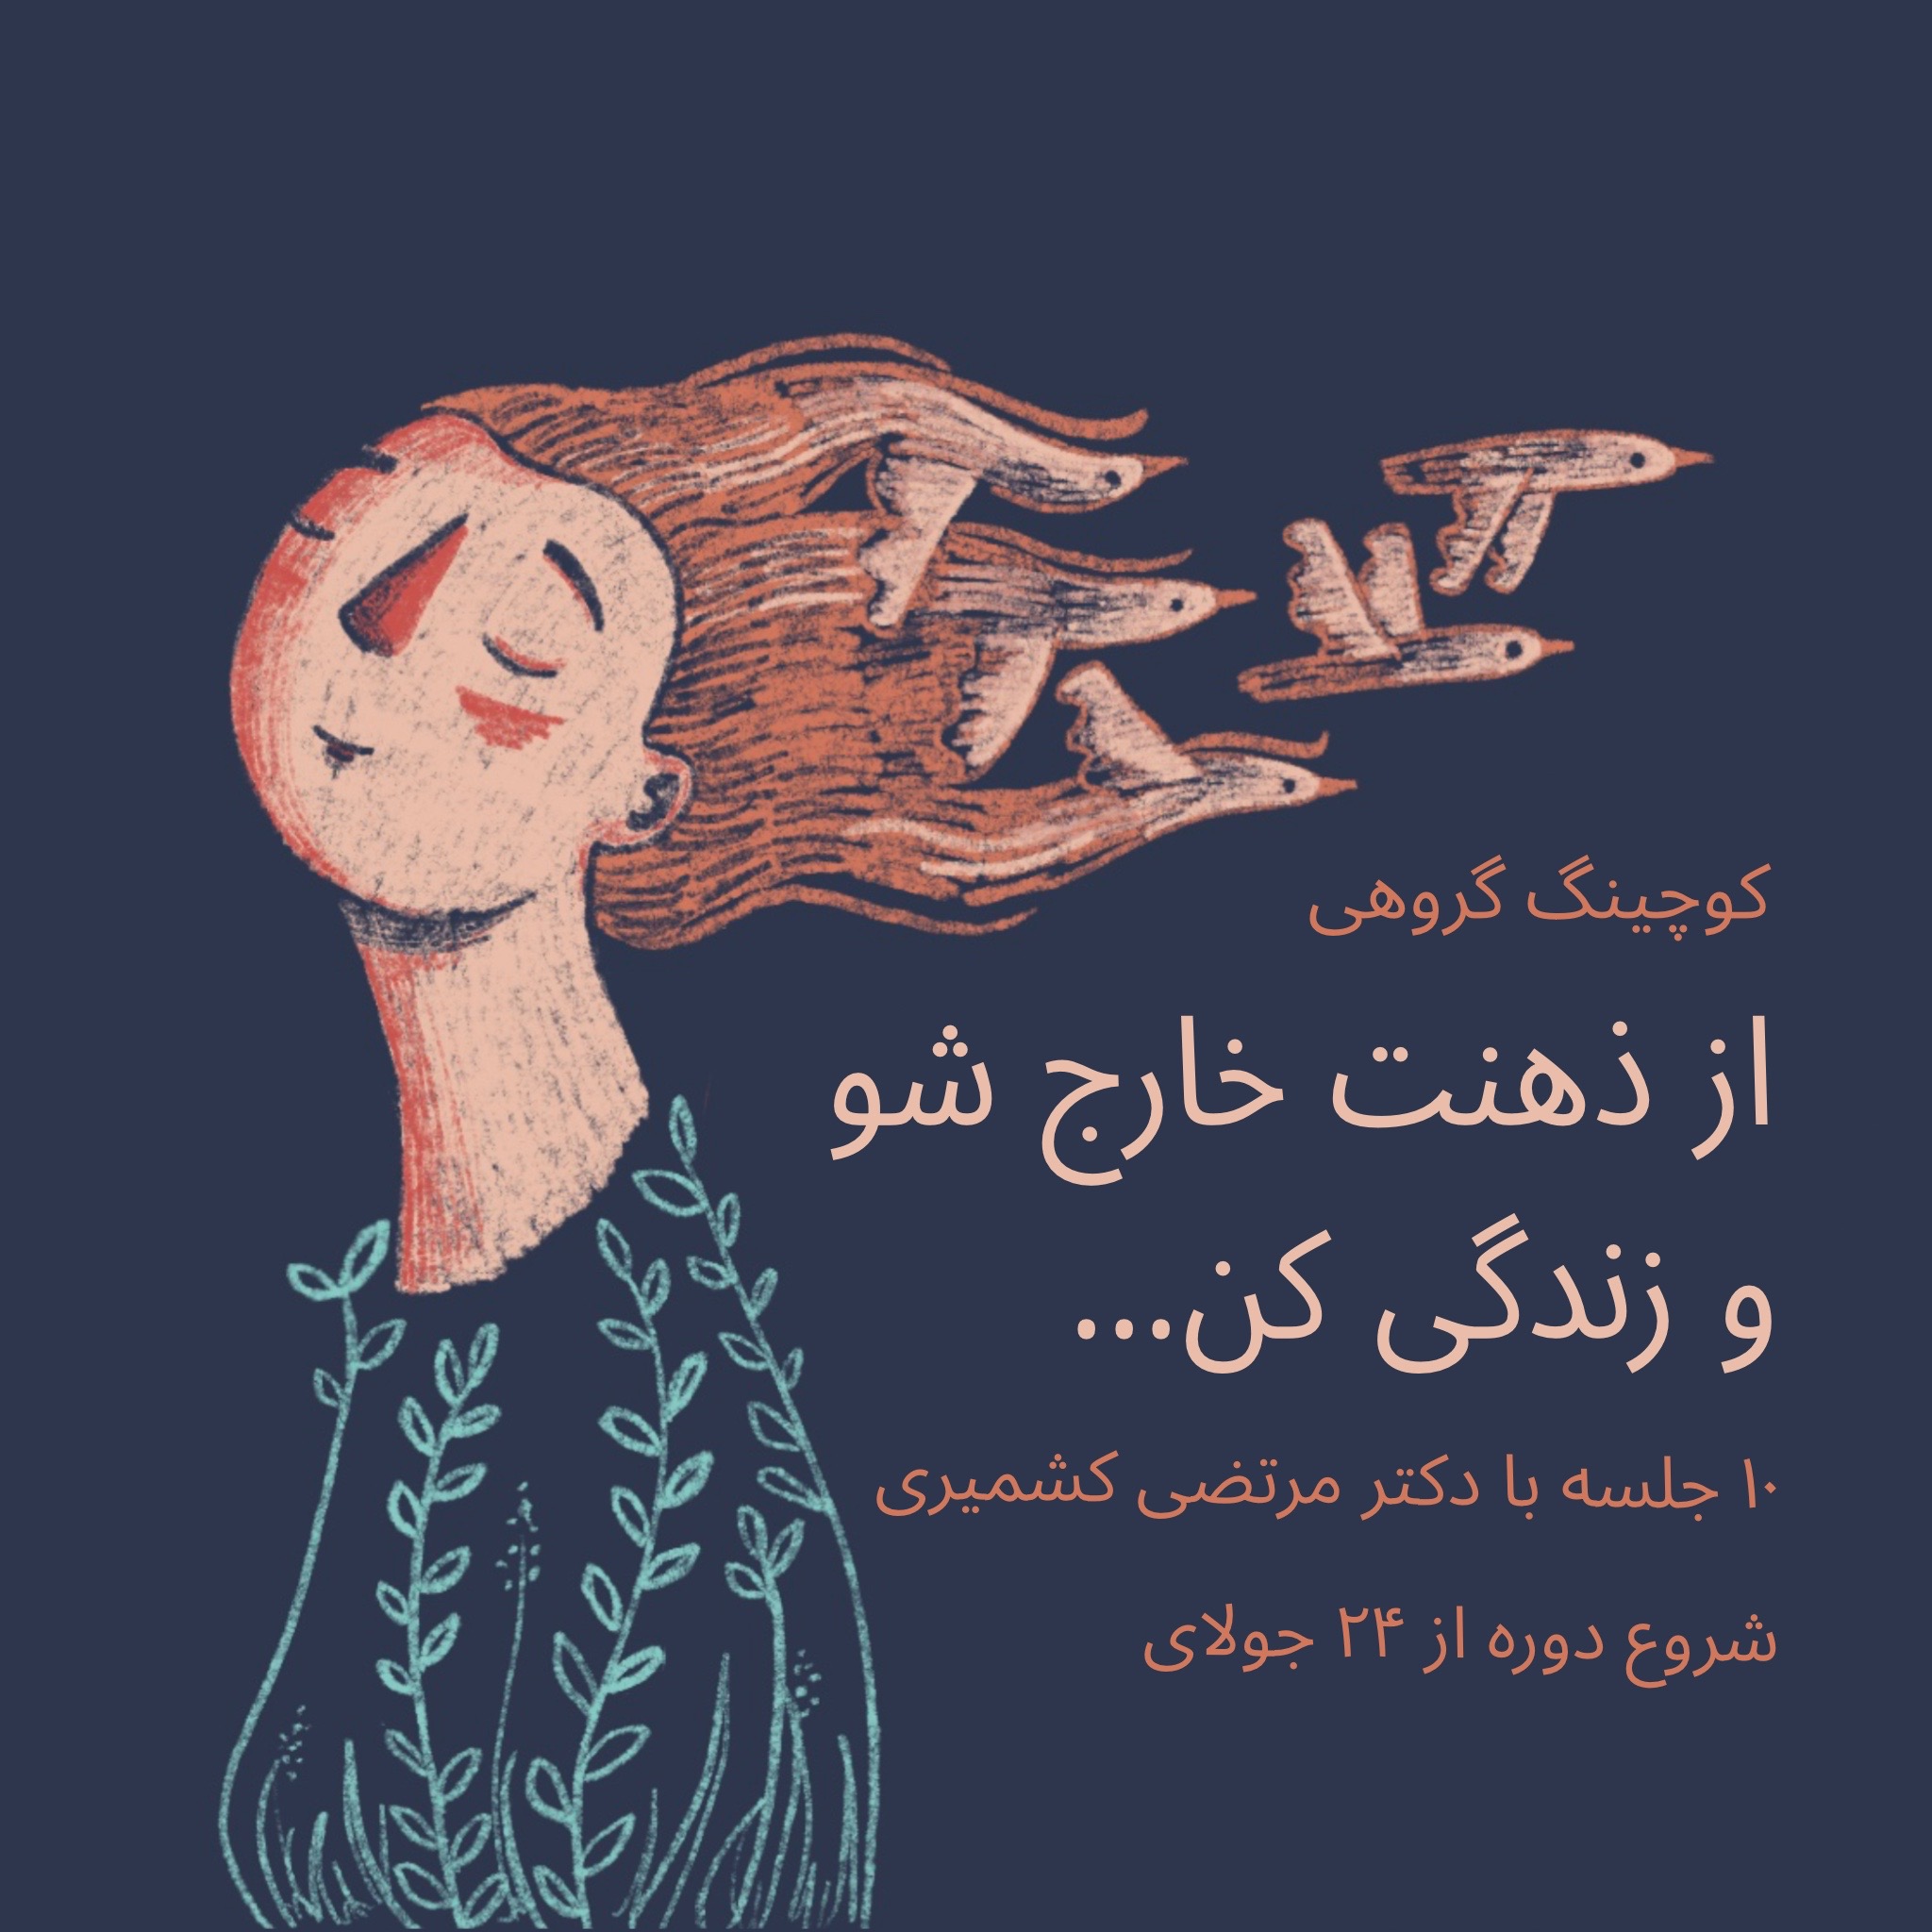 کوچینگ گروهی
از ذهنت خارج شو
و زندگی کن...
۱۰ جلسه با دکتر مرتضی کشمیری
شروع دوره از ۲۴ جولای